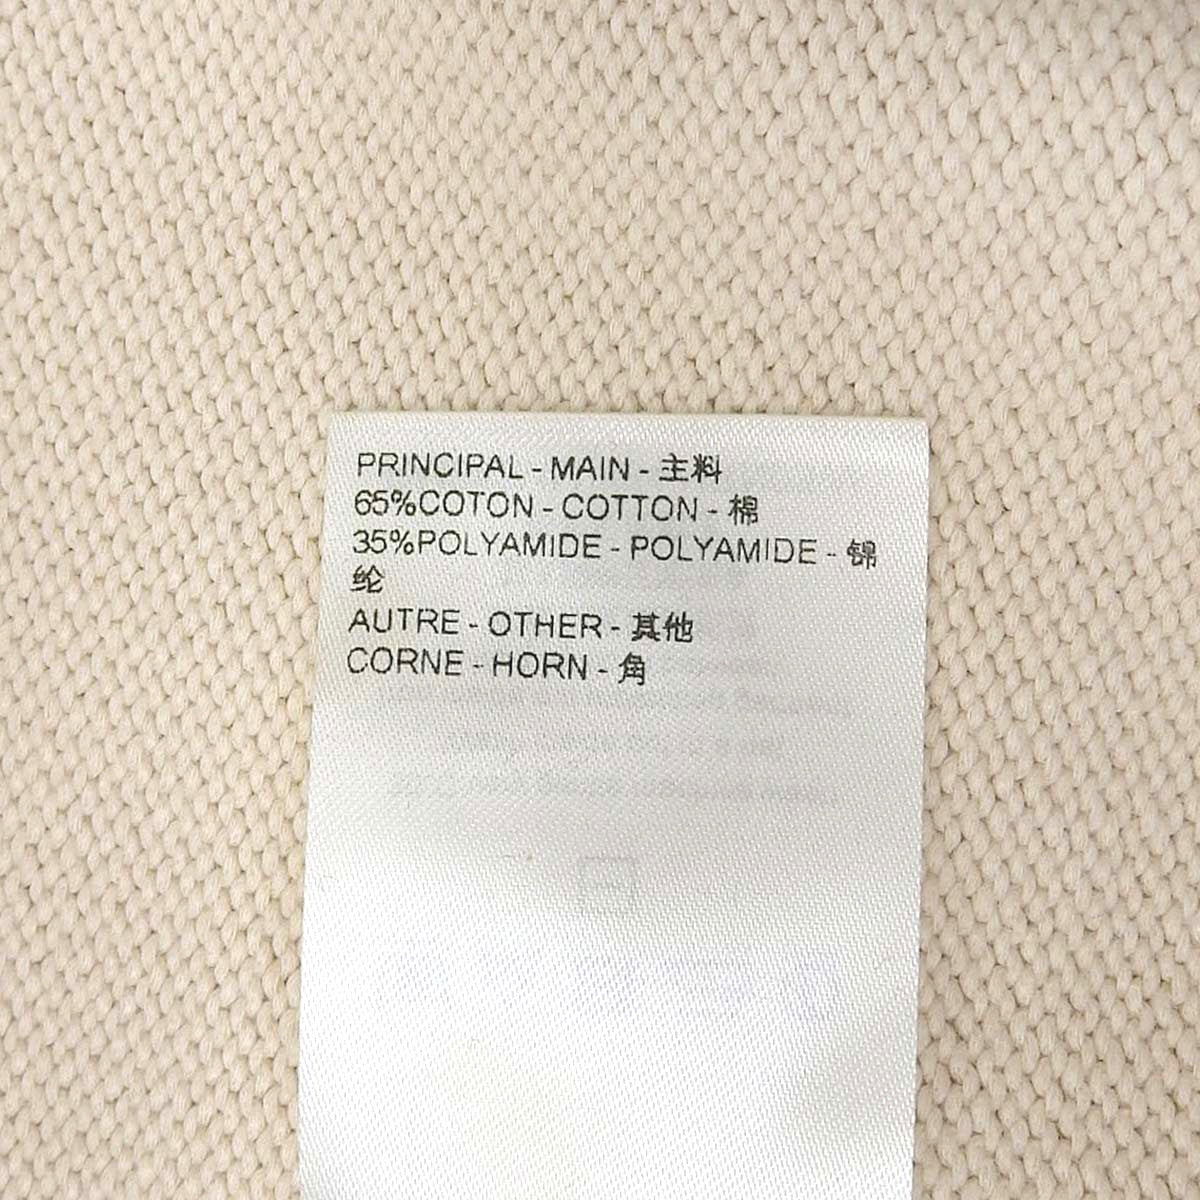 PRINCIPAL - MAIN - 主料
65%COTON - COTTON - 棉
35%POLYAMIDE - POLYAMIDE - 锦
纶
AUTRE - OTHER - 其他
CORNE - HORN - 角